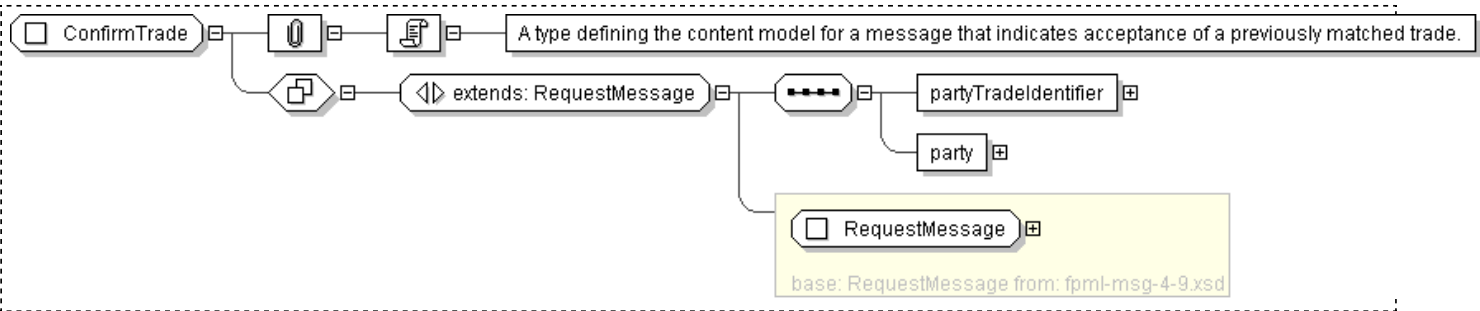 ConfirmTrade
A type defining the content model for a message that indicates acceptance of a previously matched trade.
extends: RequestMessage
partyTradeIdentifier
party
RequestMessage
base: RequestMessage from: fpml-msg-4-9.xsd